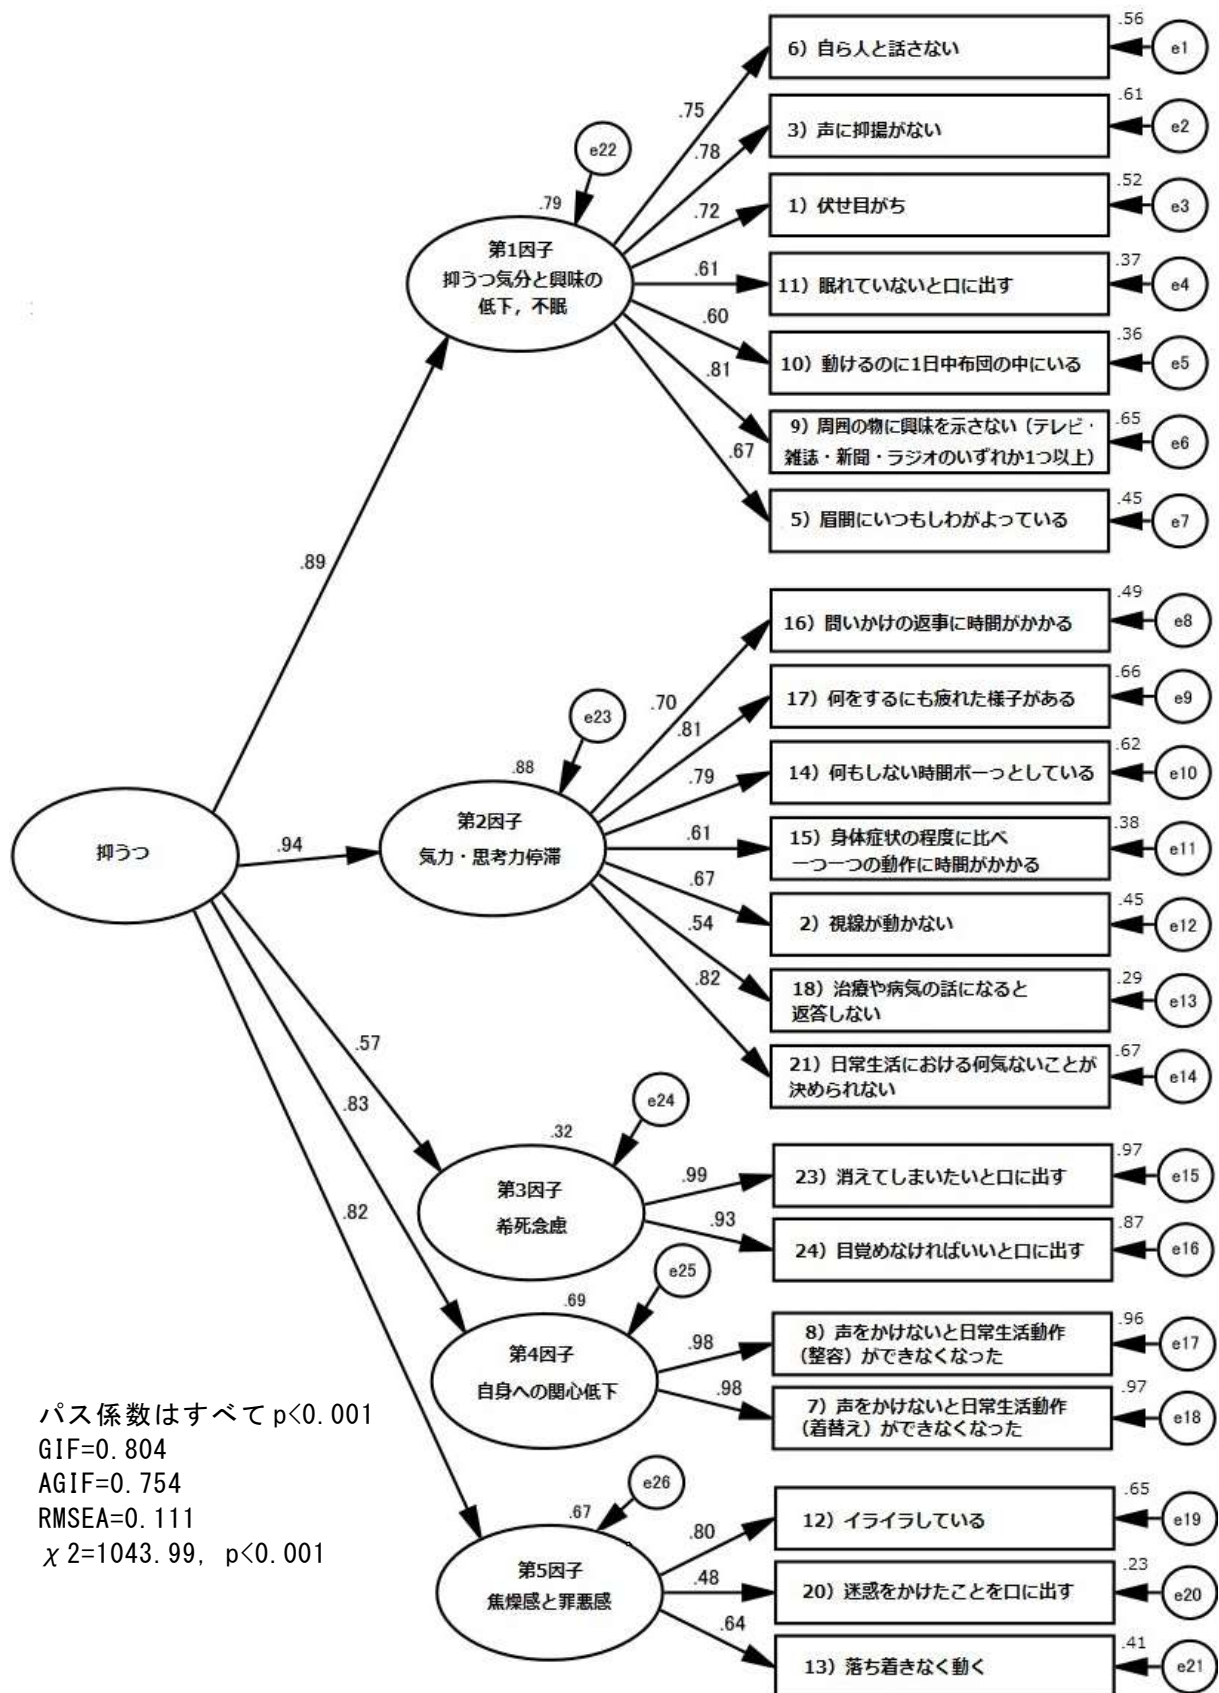 .56
6）自ら人と話さない
e1
.75
.61
3）声に抑揚がない
e2
.78
e22
.52
1）伏せ目がち
e3
.72
.79
第1因子
抑うつ気分と興味の
低下，不眠
.37
11）眠れていないと口に出す
e4
.61
.36
10）動けるのに1日中布団の中にいる
e5
.60
.65
9）周囲の物に興味を示さない（テレビ・
雑誌・新聞・ラジオのいずれか1つ以上）
e6
.81
.45
5）眉間にいつもしわがよっている
e7
.67
.89
.49
16）問いかけの返事に時間がかかる
e8
.70
.66
17）何をするにも疲れた様子がある
e9
.81
e23
.62
14）何もしない時間ボーっとしている
e10
.79
.88
第2因子
気力・思考力停滞
.38
15）身体症状の程度に比べ
一つ一つの動作に時間がかかる
e11
.61
抑うつ
.94
.45
2）視線が動かない
e12
.67
.29
18）治療や病気の話になると
返答しない
e13
.54
.67
21）日常生活における何気ないことが
決められない
e14
.82
.57
.83
.82
e24
.32
第3因子
希死念慮
.97
23）消えてしまいたいと口に出す
e15
.99
.87
24）目覚めなければいいと口に出す
e16
.93
e25
.69
第4因子
自身への関心低下
.96
8）声をかけないと日常生活動作
（整容）ができなくなった
e17
.98
.97
7）声をかけないと日常生活動作
（着替え）ができなくなった
e18
.98
パス係数はすべてp<0.001
GIF=0.804
AGIF=0.754
RMSEA=0.111
χ2=1043.99, p<0.001
e26
.67
第5因子
焦燥感と罪悪感
.65
12）イライラしている
e19
.80
.23
20）迷惑をかけたことを口に出す
e20
.48
.41
13）落ち着きなく動く
e21
.64